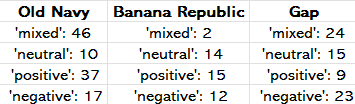 Old Navy Banana Republic Gap
'mixed': 46 'mixed': 2 'mixed': 24
'neutral': 10 'neutral': 14 'neutral': 15
'positive': 37 'positive': 15 'positive': 9
'negative': 17 'negative': 12 'negative': 23